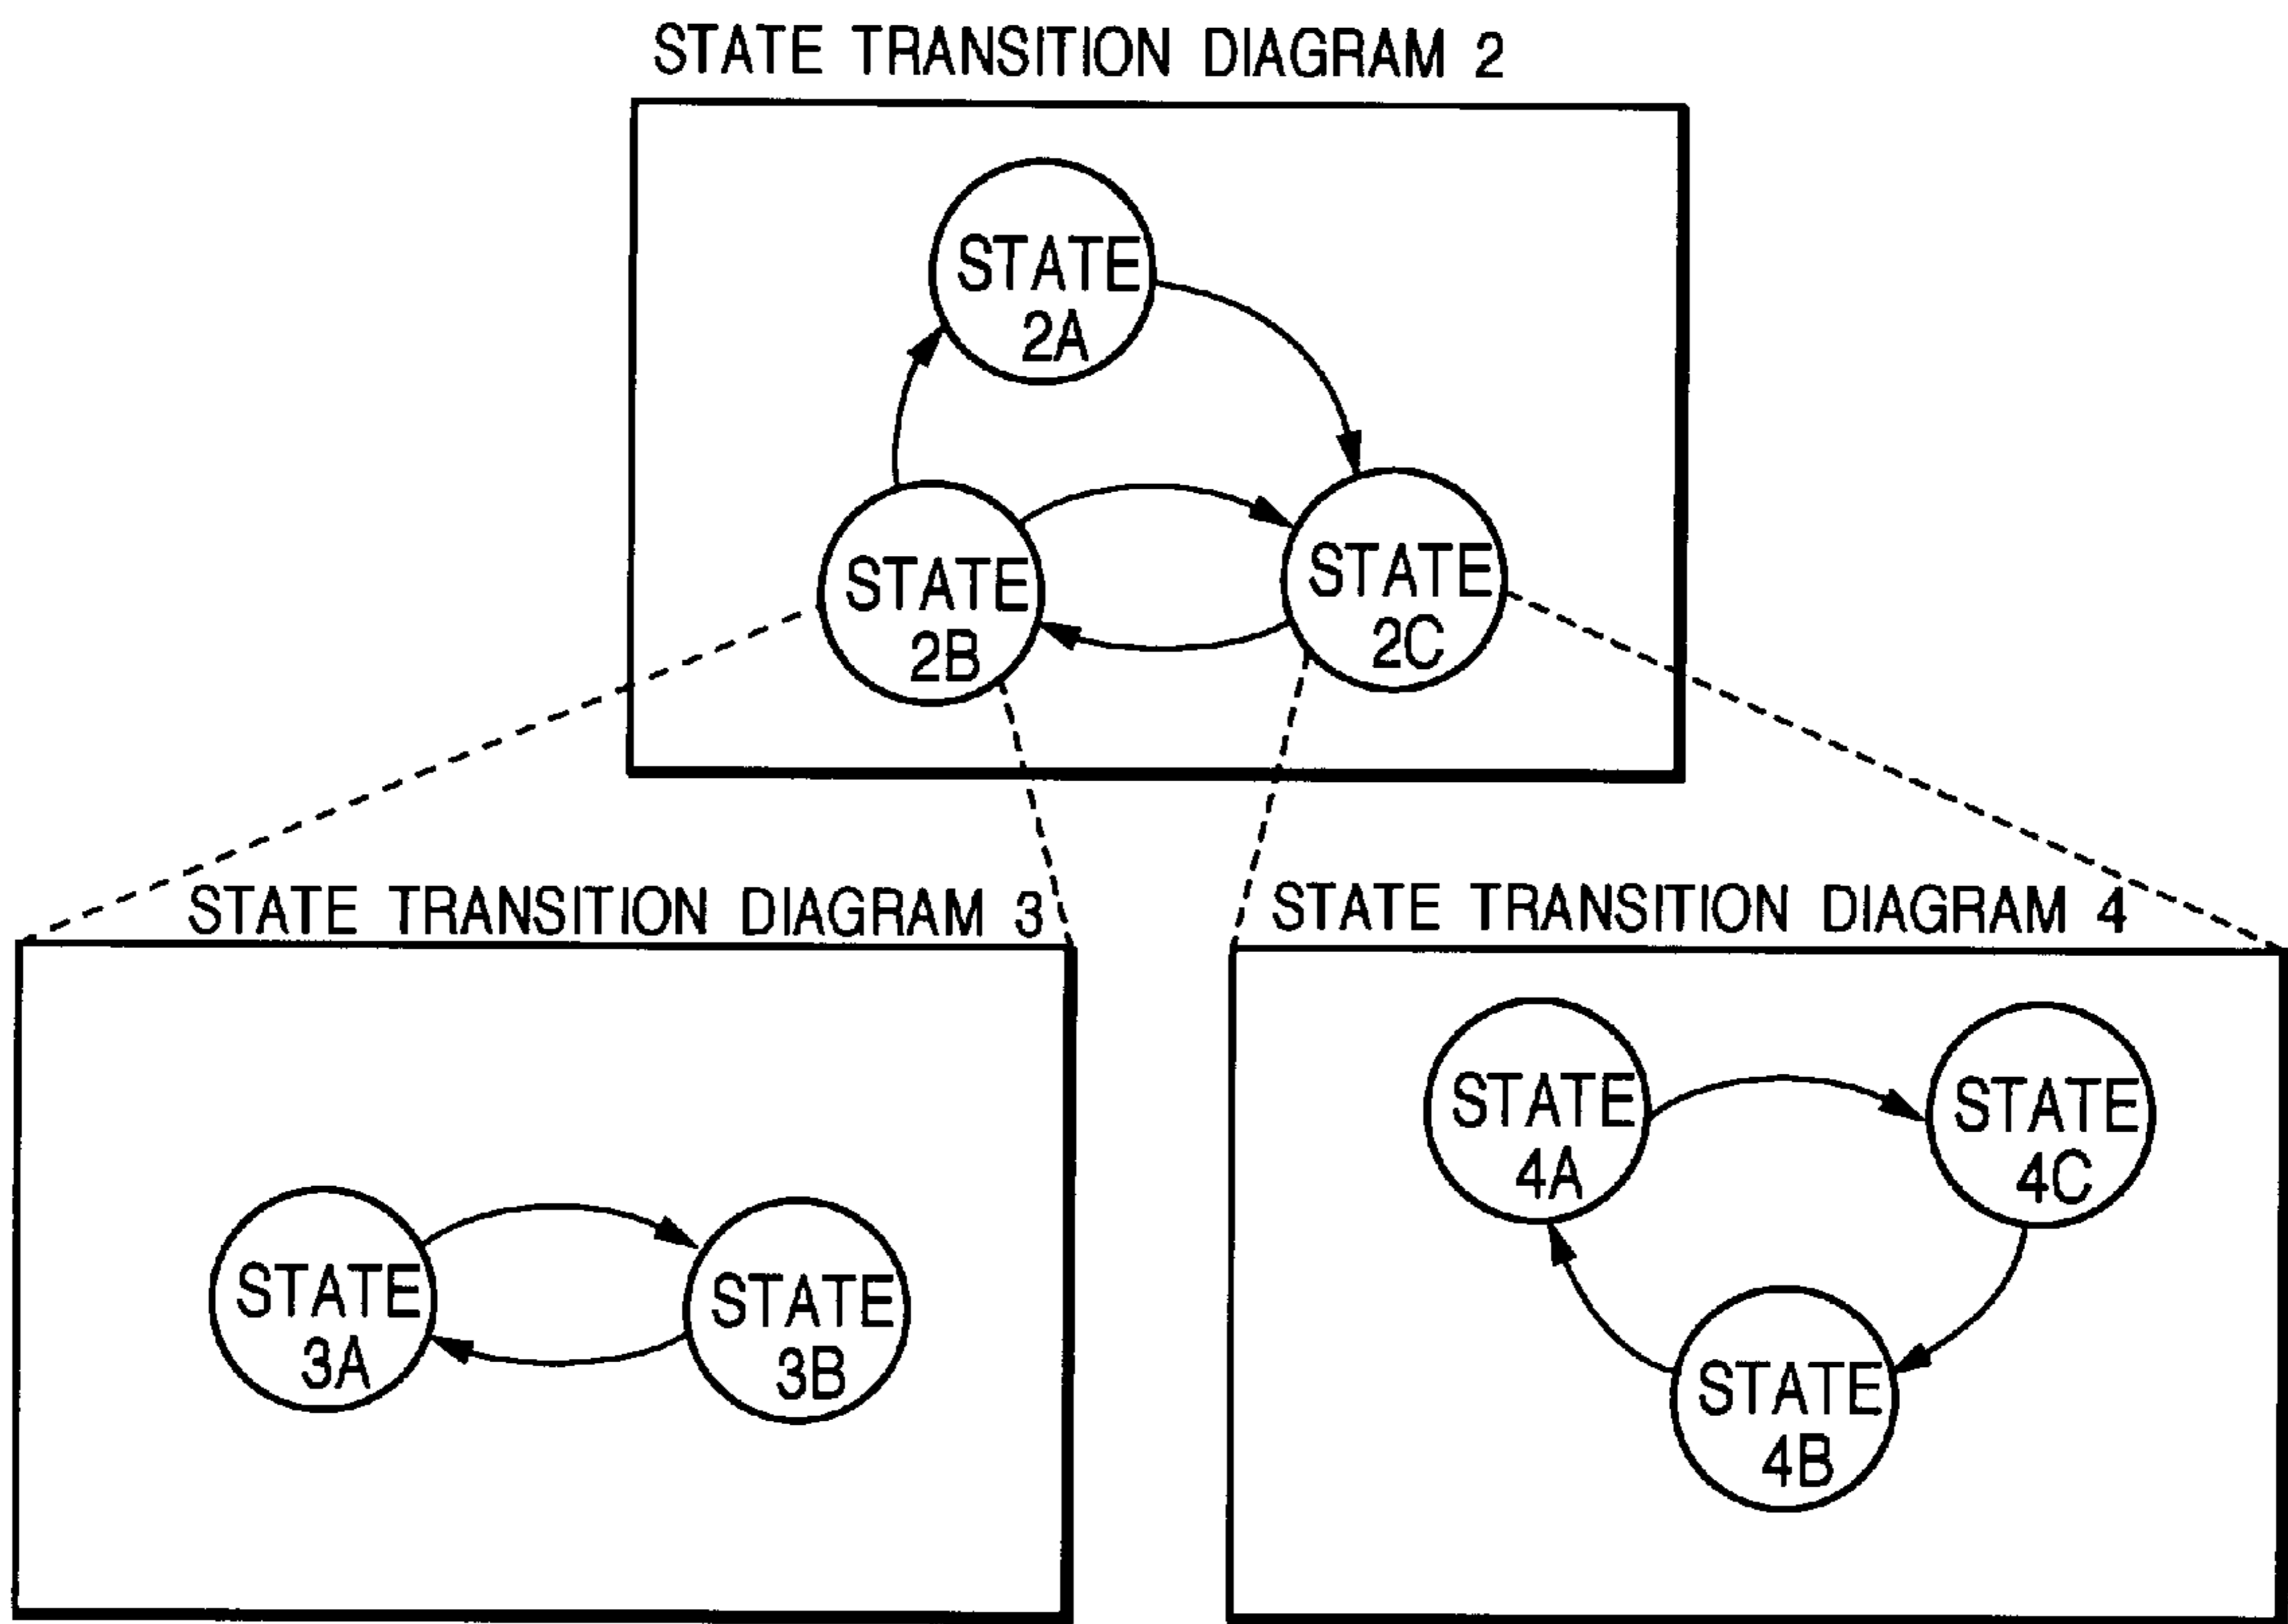 STATE TRANSITION DIAGRAM 2
STATE
2A
STATE
2B
STATE
2C
STATE TRANSITION DIAGRAM 3
STATE
3A
STATE
3B
STATE TRANSITION DIAGRAM 4
STATE
4A
STATE
4C
STATE
4B